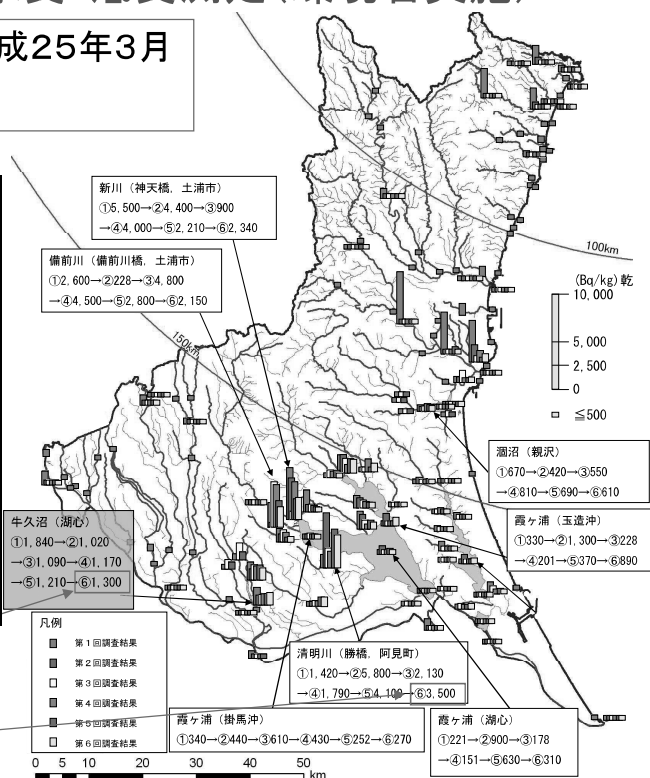 成25年3月
新川（神天橋，土浦市）
①5,500→②4,400→③900
→④4,000→⑤2,210→⑥2,340
備前川（備前川橋，土浦市）
①2,600→②228→③4,800
→④4,500→⑤2,800→⑥2,150
100km
150km
(Bq/kg)乾
10,000
5,000
2,500
0
≦500
涸沼（親沢）
①670→②420→③550
→④810→⑤690→⑥610
霞ヶ浦（玉造沖）
①330→②1,300→③228
→④201→⑤370→⑥890
牛久沼（湖心）
①1,840→②1,020
→③1,090→④1,170
→⑤1,210→⑥1,300
凡例
第1回調査結果
第2回調査結果
第3回調査結果
第4回調査結果
第5回調査結果
第6回調査結果
清明川（勝橋，阿見町）
①1,420→②5,800→③2,130
→④1,790→⑤4,100→⑥3,500
霞ヶ浦（掛馬沖）
①340→②440→③610→④430→⑤252→⑥270
霞ヶ浦（湖心）
①221→②900→③178
→④151→⑤630→⑥310
0 5 10 20 30 40 50
km